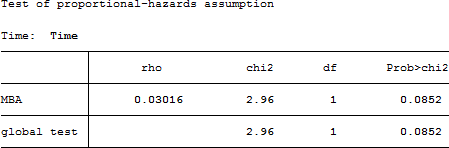 Test of proportional-hazards assumption
Time: Time
rho chi2 df Prob>chi2
MBA 0.03016 2.96 1 0.0852
global test 2.96 1 0.0852